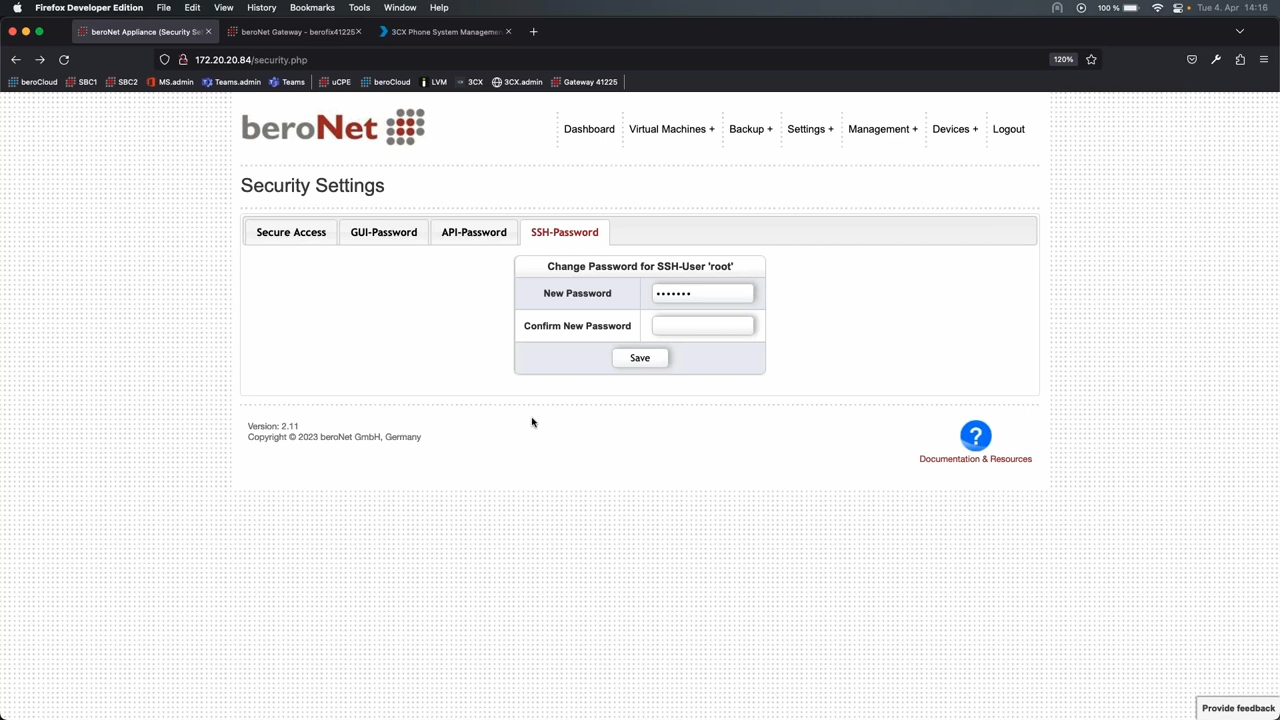 Firefox Developer Edition File Edit View History Bookmarks Tools Window Help 100 % Tue 4. Apr 14:16
beroNet Appliance (Security Se beroNet Gateway - berofix41225 3CX Phone System Managemen
172.20.20.84/security.php 120%
beroCloud SBC1 SBC2 MS.admin Teams.admin Teams uCPE beroCloud LVM 3CX 3CX.admin Gateway 41225
beroNet
Dashboard Virtual Machines + Backup + Settings + Management + Devices + Logout
Security Settings
Secure Access GUI-Password API-Password SSH-Password
Change Password for SSH-User 'root'
New Password •••••••
Confirm New Password
Save
Version: 2.11
Copyright © 2023 beroNet GmbH, Germany
?
Documentation & Resources
Provide feedback